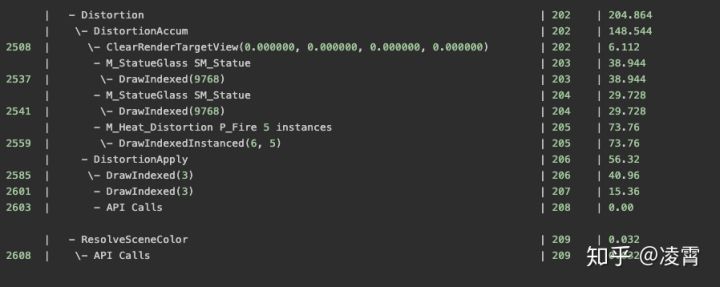 | - Distortion | 202 | 204.864
| \- DistortionAccum | 202 | 148.544
2508 | \- ClearRenderTargetView(0.000000, 0.000000, 0.000000, 0.000000) | 202 | 6.112
| - M_StatueGlass SM_Statue | 203 | 38.944
2537 | \- DrawIndexed(9768) | 203 | 38.944
| - M_StatueGlass SM_Statue | 204 | 29.728
2541 | \- DrawIndexed(9768) | 204 | 29.728
| - M_Heat_Distortion P_Fire 5 instances | 205 | 73.76
2559 | \- DrawIndexedInstanced(6, 5) | 205 | 73.76
| - DistortionApply | 206 | 56.32
2585 | \- DrawIndexed(3) | 206 | 40.96
2601 | - DrawIndexed(3) | 207 | 15.36
2603 | - API Calls | 208 | 0.00
| - ResolveSceneColor | 209 | 0.032
2608 | \- API Calls | 209 | 0.032
知乎 @凌霄